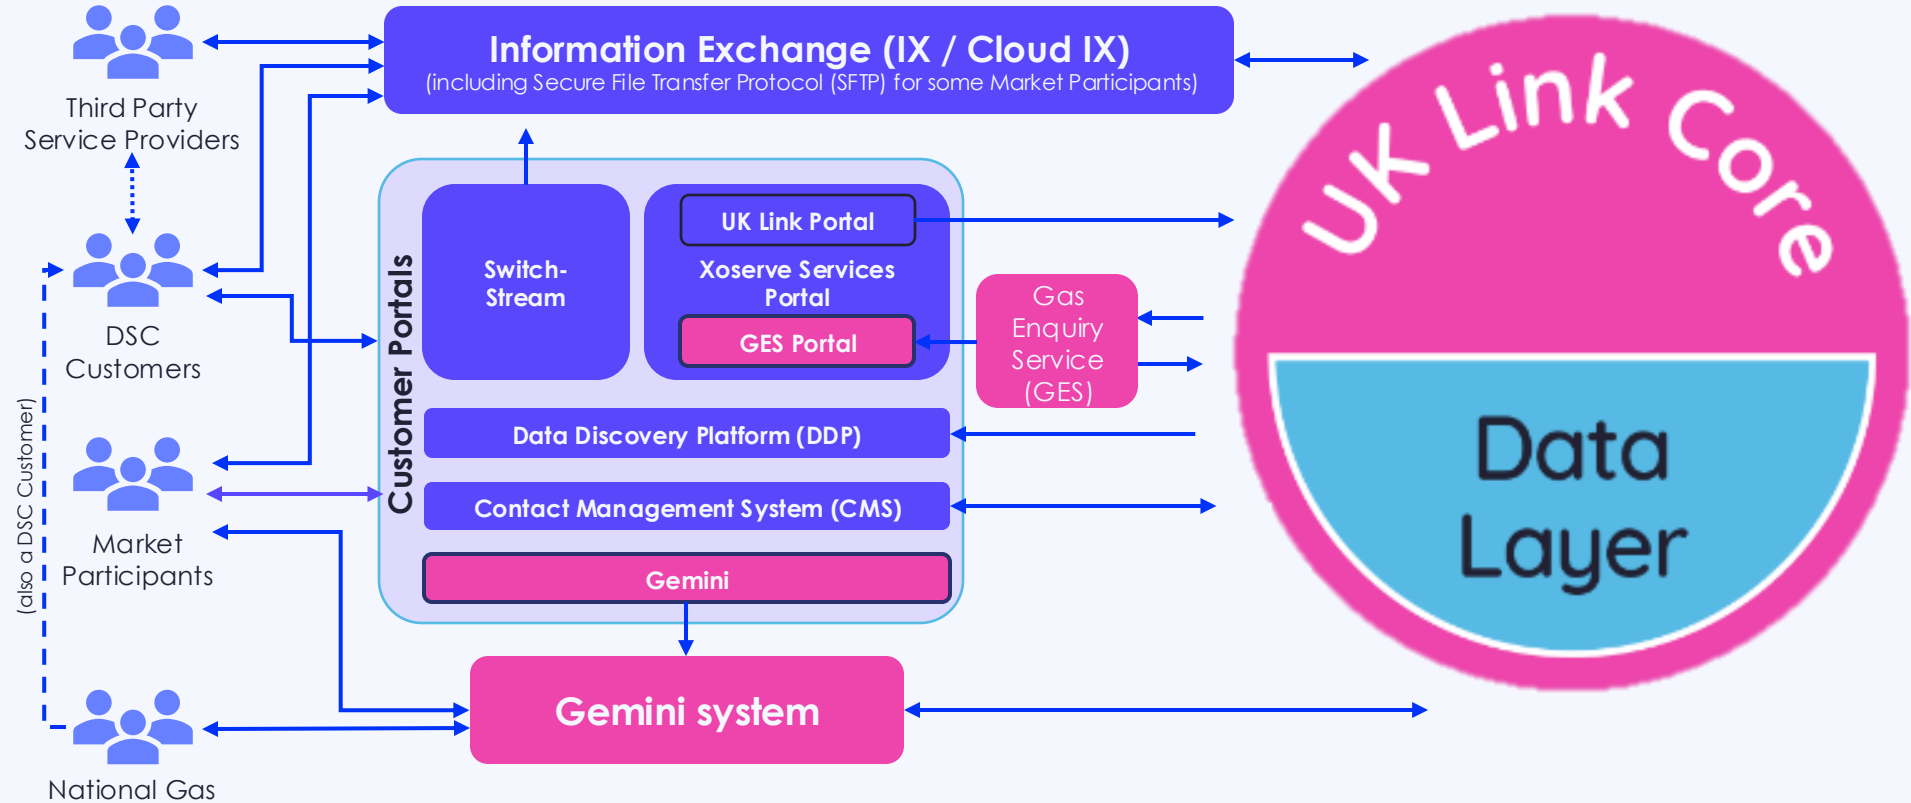 Information Exchange (IX / Cloud IX)
(including Secure File Transfer Protocol (SFTP) for some Market Participants)
Third Party
Service Providers
DSC
Customers
(also a DSC Customer)
Market
Participants
National Gas
Customer Portals
Switch-
Stream
UK Link Portal
Xoserve Services
Portal
GES Portal
Data Discovery Platform (DDP)
Contact Management System (CMS)
Gemini
Gas
Enquiry
Service
(GES)
Gemini system
UK Link Core
Data
Layer